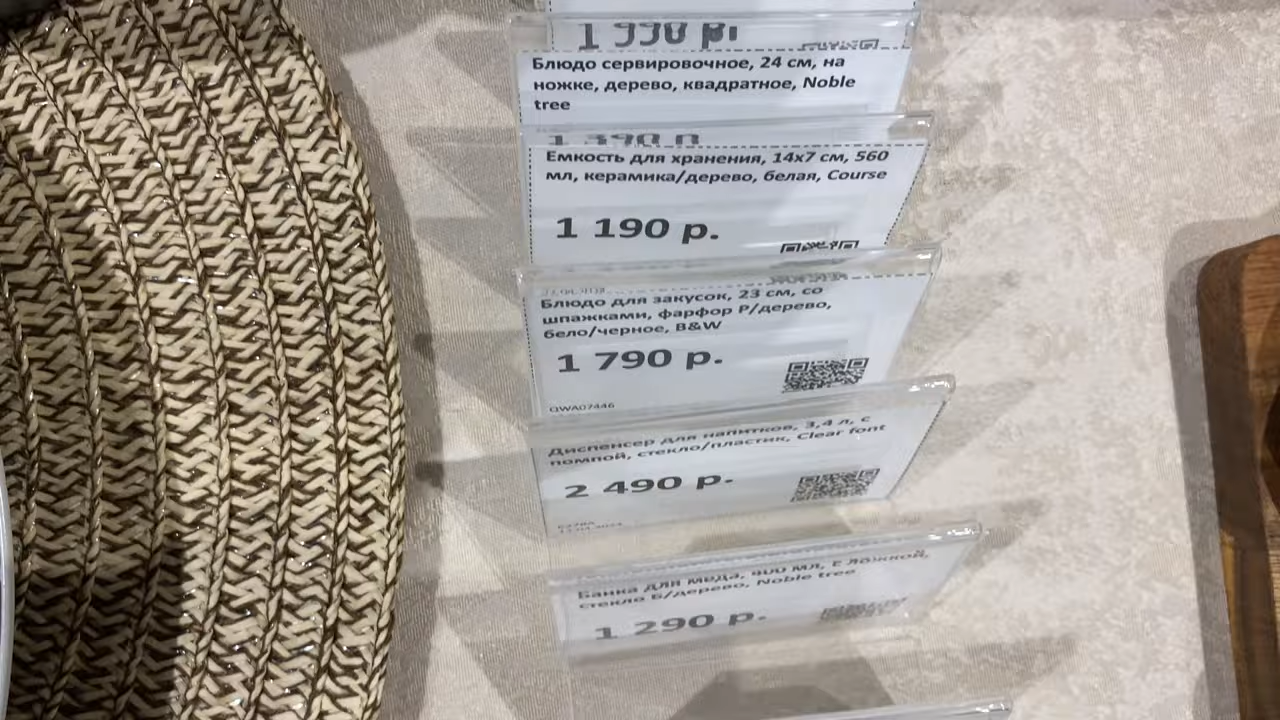 1 990 р.
Блюдо сервировочное, 24 см, на
ножке, дерево, квадратное, Noble
tree
Емкость для хранения, 14х7 см, 560
мл, керамика/дерево, белая, Course
1 190 р.
Блюдо для закусок, 23 см, со
шпажками, фарфор Р/дерево,
бело/черное, B&W
1 790 р.
QWA07446
Диспенсер для напитков, 3,4 л, с
помпой, стекло/пластик, Clear font
2 490 р.
Банка для меда, 400 мл, с ложкой,
стекло Б/дерево, Noble tree
1 290 р.